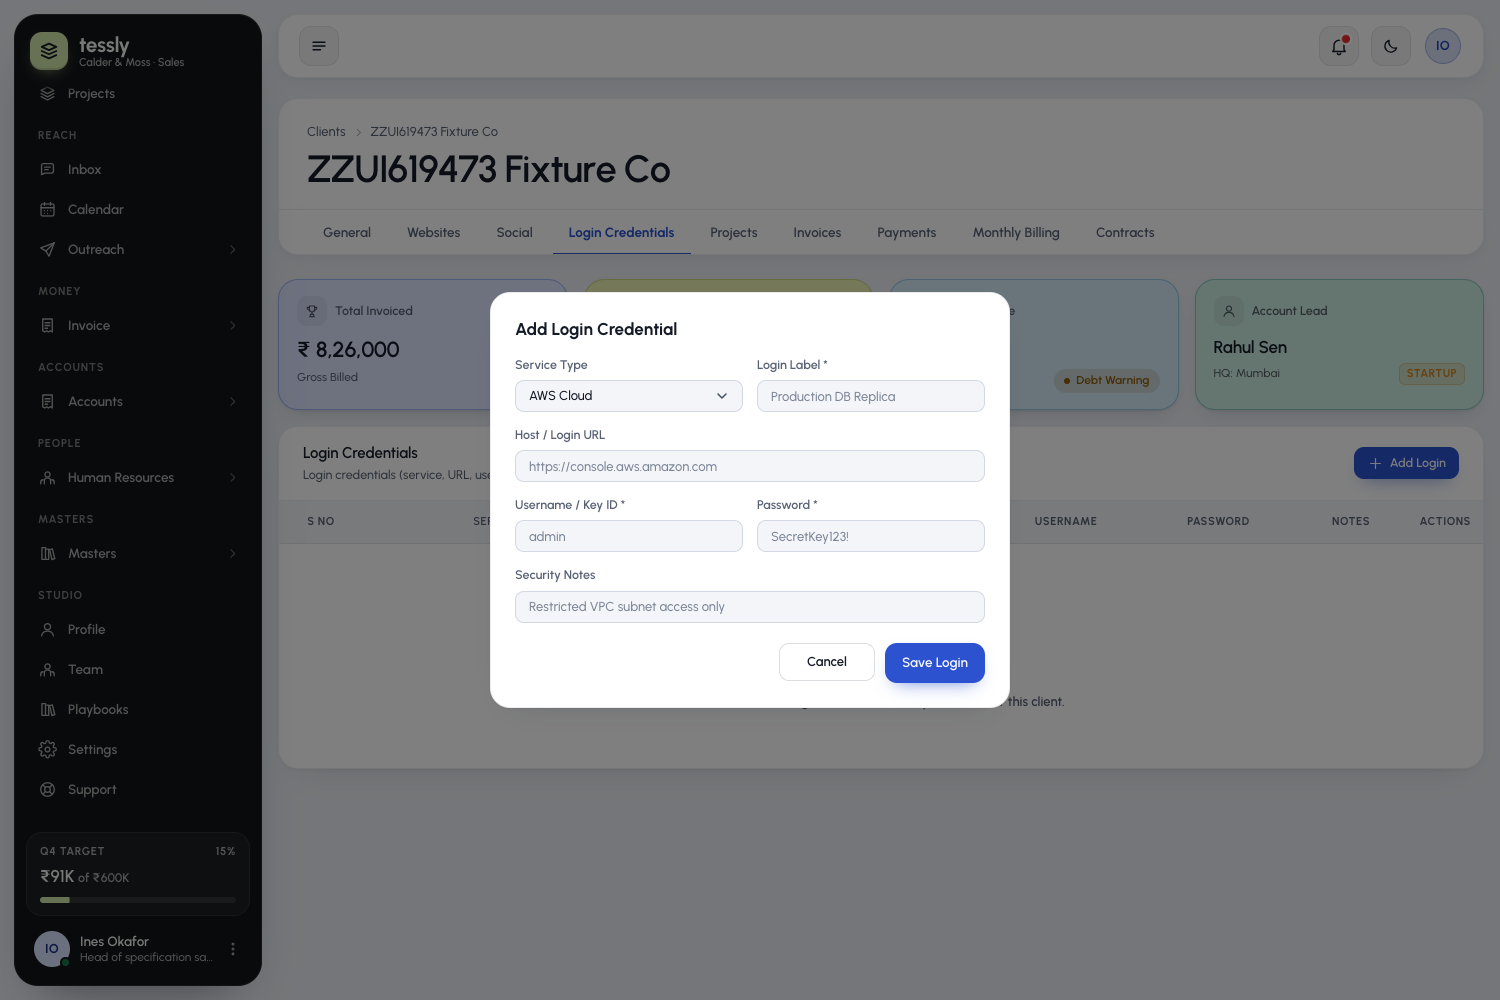 tessly
Calder & Moss · Sales
Projects
REACH
Inbox
Calendar
Outreach
MONEY
Invoice
ACCOUNTS
Accounts
PEOPLE
Human Resources
MASTERS
Masters
STUDIO
Profile
Team
Playbooks
Settings
Support
Q4 TARGET 15%
₹91K of ₹600K
IO
Ines Okafor
Head of specification sa...
IO
Clients > ZZUI619473 Fixture Co
ZZUI619473 Fixture Co
General Websites Social Login Credentials Projects Invoices Payments Monthly Billing Contracts
Total Invoiced
₹ 8,26,000
Gross Billed
Debt Warning
Account Lead
Rahul Sen
HQ: Mumbai STARTUP
Login Credentials
Login credentials (service, URL,
Add Login
S NO USERNAME PASSWORD NOTES ACTIONS
this client.
Add Login Credential
Service Type Login Label *
AWS Cloud Production DB Replica
Host / Login URL
https://console.aws.amazon.com
Username / Key ID * Password *
admin SecretKey123!
Security Notes
Restricted VPC subnet access only
Cancel Save Login